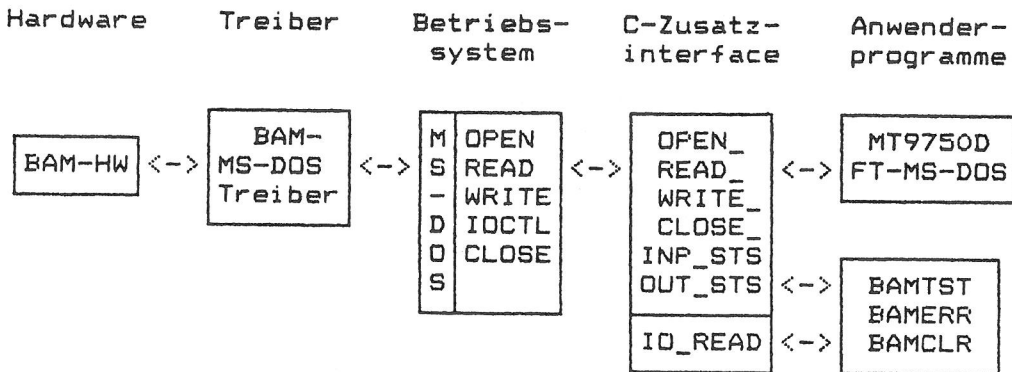 Hardware Treiber Betriebs- C-Zusatz- Anwender-
system interface programme
BAM-HW <-> BAM-
MS-DOS
Treiber <-> M
S
-
D
O
S OPEN
READ
WRITE
IOCTL
CLOSE <-> OPEN_
READ_
WRITE_
CLOSE_
INP_STS
OUT_STS
IO_READ <-> MT9750D
FT-MS-DOS
<-> BAMTST
BAMERR
<-> BAMCLR